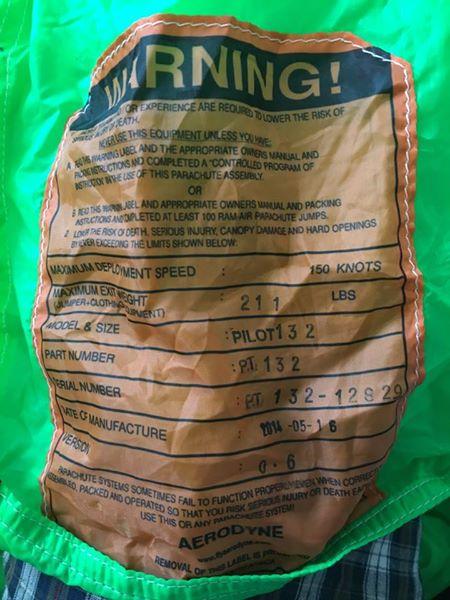 WARNING!
OR EXPERIENCE ARE REQUIRED TO LOWER THE RISK OF
DEATH.
NEVER USE THIS EQUIPMENT UNLESS YOU HAVE:
A. READ THIS WARNING LABEL AND THE APPROPRIATE OWNERS MANUAL AND
PACKING INSTRUCTIONS AND COMPLETED A "CONTROLLED PROGRAM OF
INSTRUCTION" IN THE USE OF THIS PARACHUTE ASSEMBLY.
OR
B. READ THIS LABEL AND APPROPRIATE OWNERS MANUAL AND PACKING
INSTRUCTIONS AND COMPLETED AT LEAST 100 RAM-AIR PARACHUTE JUMPS.
2. LOWER THE RISK OF DEATH, SERIOUS INJURY, CANOPY DAMAGE AND HARD OPENINGS
BY NEVER EXCEEDING THE LIMITS SHOWN BELOW:
MAXIMUM DEPLOYMENT SPEED : 150 KNOTS
MAXIMUM EXIT WEIGHT : 211 LBS
(JUMPER+CLOTHING+EQUIPMENT)
MODEL & SIZE : PILOT132
PART NUMBER : P.T. 132
SERIAL NUMBER : PT 132-12829
DATE OF MANUFACTURE : 2014-05-16
VERSION : 0.6
PARACHUTE SYSTEMS SOMETIMES FAIL TO FUNCTION PROPERLY EVEN WHEN CORRECTLY
ASSEMBLED, PACKED AND OPERATED SO THAT YOU RISK SERIOUS INJURY OR DEATH EACH
USE THIS OR ANY PARACHUTE SYSTEM!
AERODYNE
REMOVAL OF THIS LABEL IS